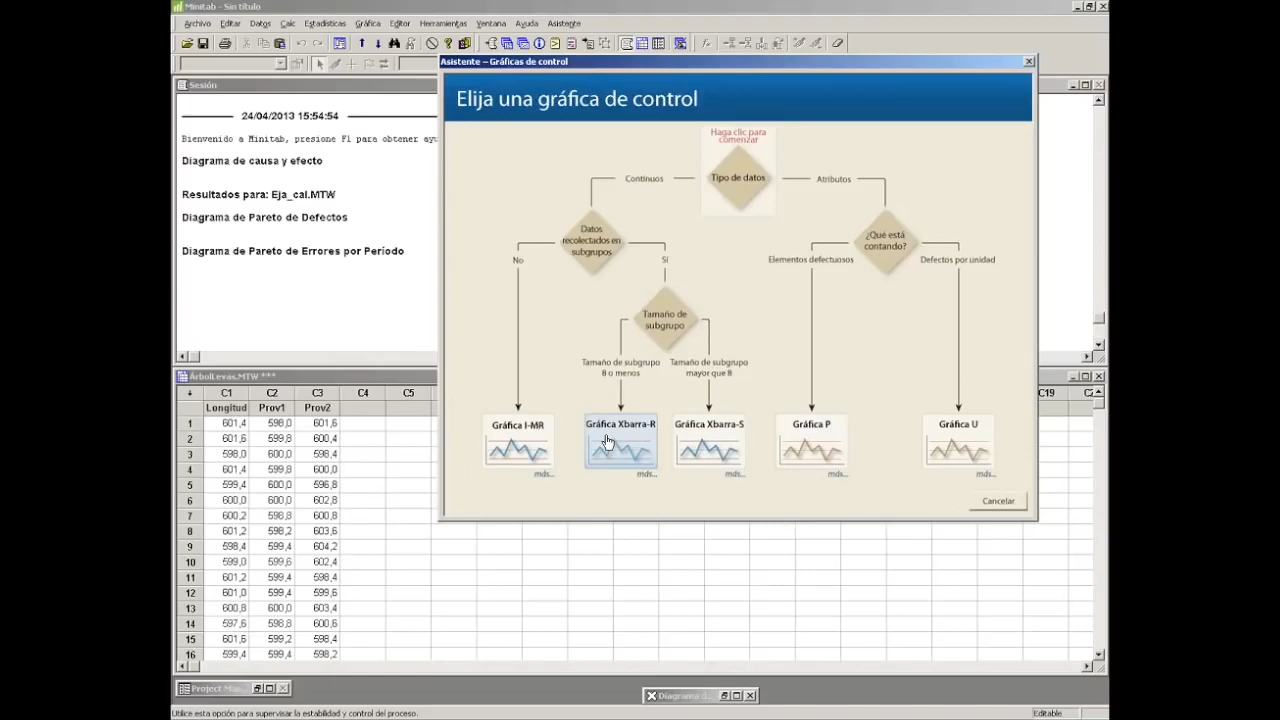 Minitab - Sin título
Archivo Editar Datos Calc Estadísticas Gráfica Editor Herramientas Ventana Ayuda Asistente
Sesión
24/04/2013 15:54:54
Bienvenido a Minitab, presione F1 para obtener ayu
Diagrama de causa y efecto
Resultados para: Eja_cal.MTW
Diagrama de Pareto de Defectos
Diagrama de Pareto de Errores por Período
Asistente – Gráficas de control
Elija una gráfica de control
Haga clic para
comenzar
Tipo de datos
Continuos
Atributos
Datos
recolectados en
subgrupos
¿Qué está
contando?
No
Sí
Elementos defectuosos
Defectos por unidad
Tamaño de
subgrupo
Tamaño de subgrupo
8 o menos
Tamaño de subgrupo
mayor que 8
Gráfica I-MR
Gráfica Xbarra-R
Gráfica Xbarra-S
Gráfica P
Gráfica U
más...
más...
más...
más...
más...
Cancelar
ÁrbolLevas.MTW ***
C1 C2 C3 C4 C5 C19
Longitud Prov1 Prov2
1 601,4 598,0 601,6
2 601,6 599,8 600,4
3 598,0 600,0 598,4
4 601,4 599,8 600,0
5 599,4 600,0 596,8
6 600,0 600,0 602,8
7 600,2 598,8 600,8
8 601,2 598,2 603,6
9 598,4 599,4 604,2
10 599,0 599,6 602,4
11 601,2 599,4 598,4
12 601,0 599,4 599,6
13 600,8 600,0 603,4
14 597,6 598,8 600,6
15 601,6 599,2 598,4
16 599,4 599,4 598,2
Project Ma...
Diagrama d...
Utilice esta opción para supervisar la estabilidad y control del proceso.
Editable